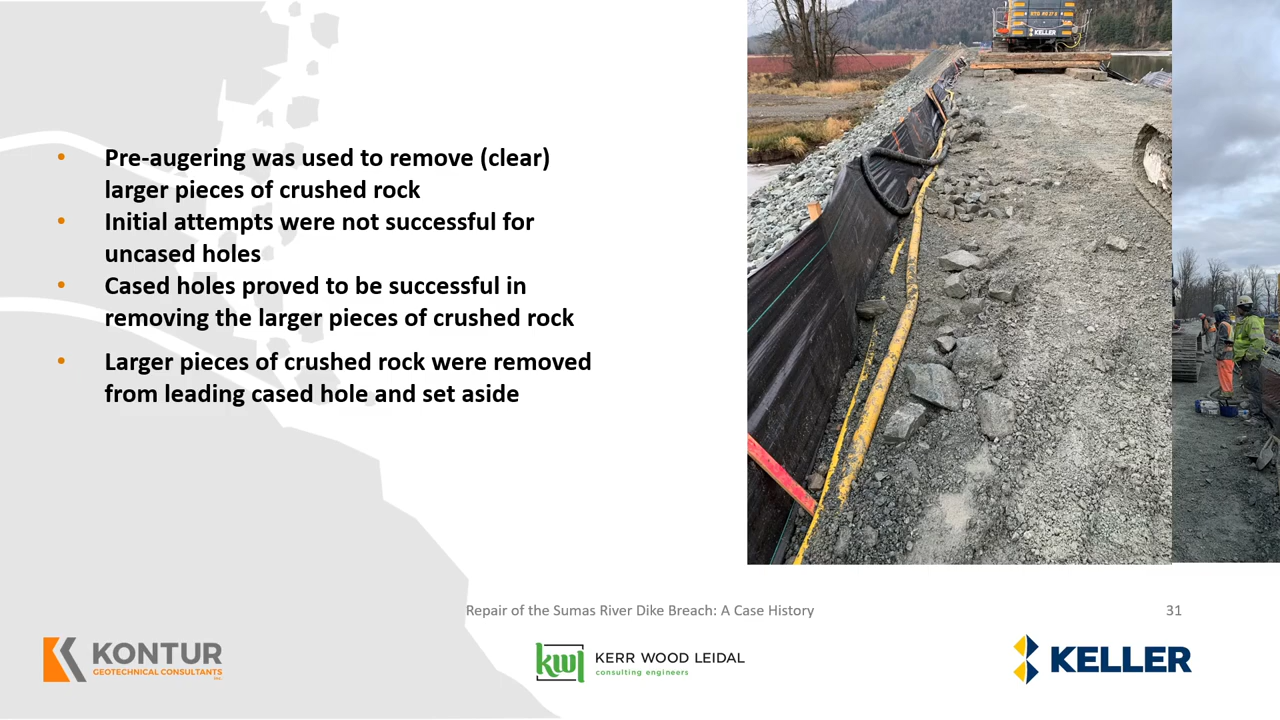 • Pre-augering was used to remove (clear)
larger pieces of crushed rock
• Initial attempts were not successful for
uncased holes
• Cased holes proved to be successful in
removing the larger pieces of crushed rock
• Larger pieces of crushed rock were removed
from leading cased hole and set aside
KELLER
Repair of the Sumas River Dike Breach: A Case History
31
KONTUR
GEOTECHNICAL CONSULTANTS
INC.
kwl
KERR WOOD LEIDAL
consulting engineers
KELLER